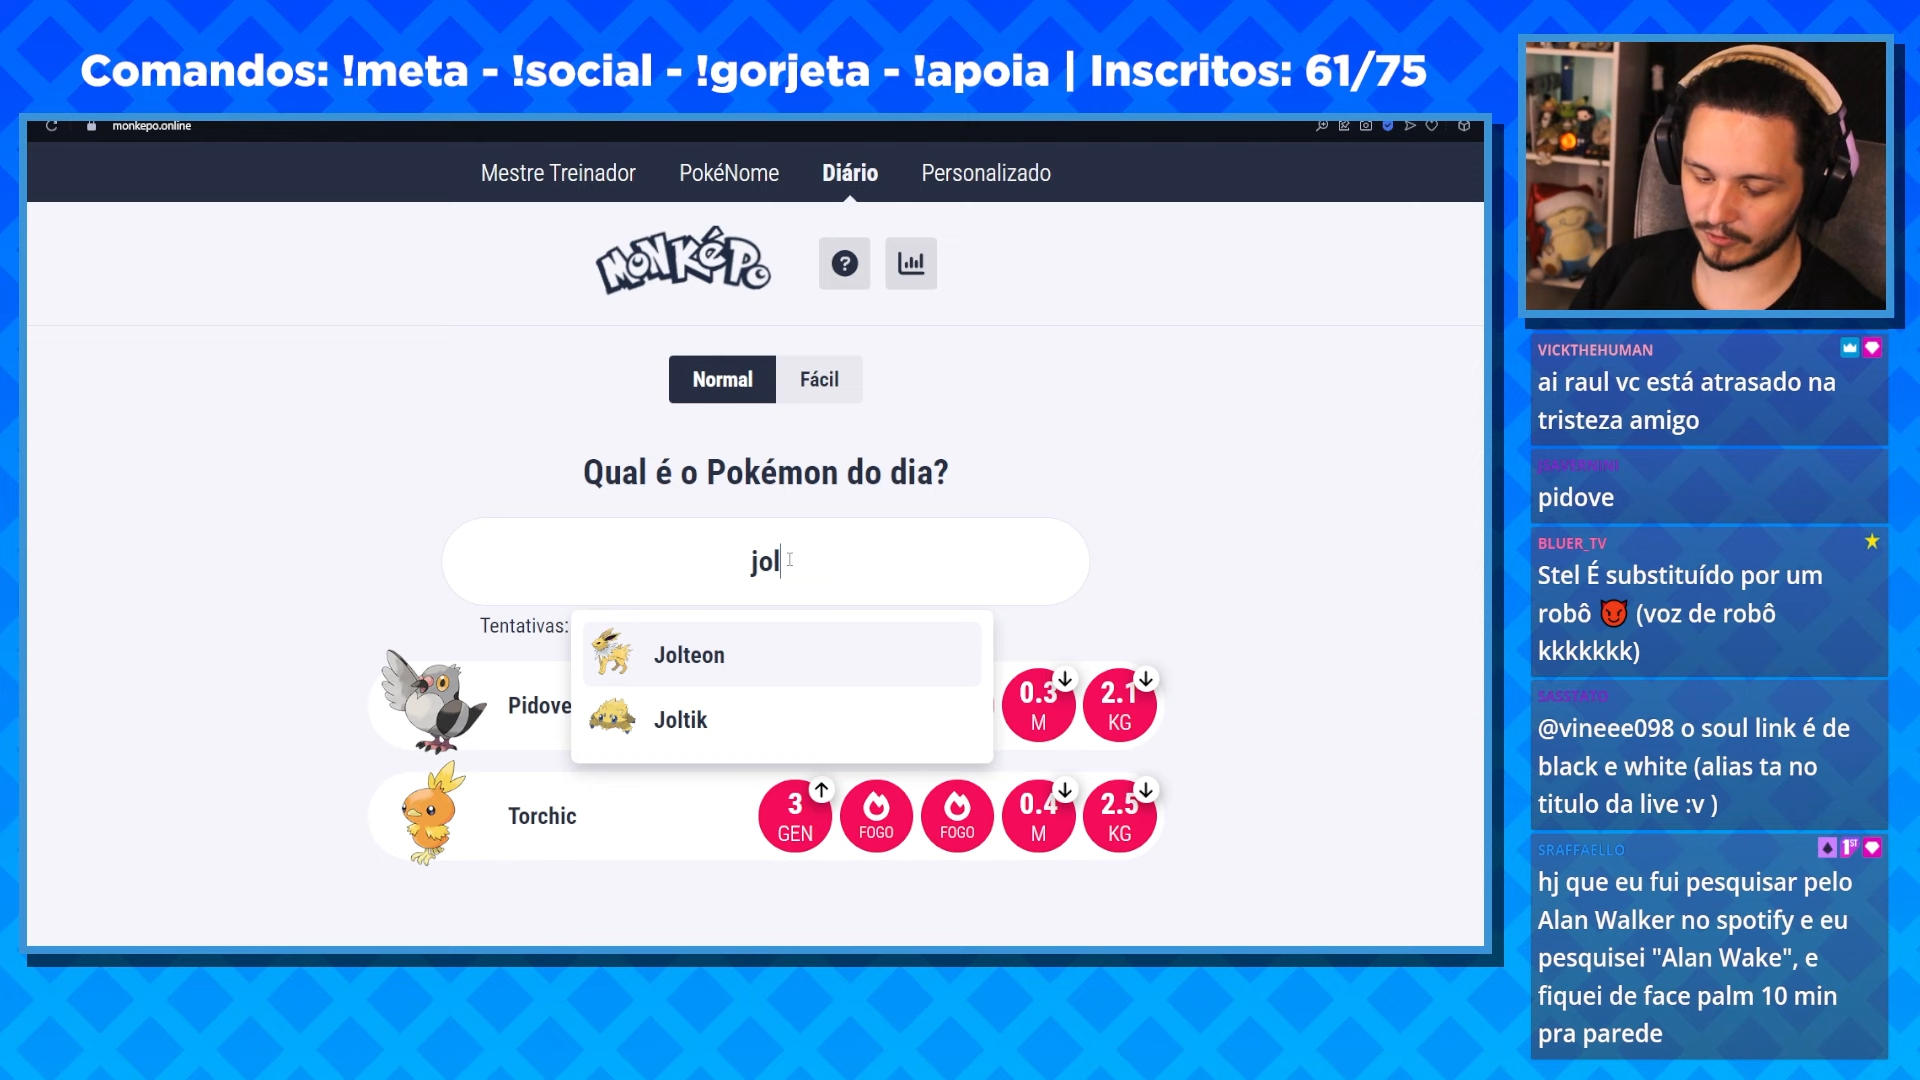 Comandos: !meta - !social - !gorjeta - !apoia | Inscritos: 61/75
monkepo.online
Mestre Treinador PokéNome Diário Personalizado
MONKéPO
?
Normal Fácil
Qual é o Pokémon do dia?
jol
Tentativas:
Jolteon
Joltik
Pidove
0.3 M
2.1 KG
Torchic
3 GEN
FOGO
FOGO
0.4 M
2.5 KG
VICKTHEHUMAN
ai raul vc está atrasado na
tristeza amigo
pidove
BLUER_TV
Stel É substituído por um
robô 😈 (voz de robô
kkkkkkk)
SASSTATO
@vineee098 o soul link é de
black e white (alias ta no
titulo da live :v )
SRAFFAELLO
1ST
hj que eu fui pesquisar pelo
Alan Walker no spotify e eu
pesquisei "Alan Wake", e
fiquei de face palm 10 min
pra parede